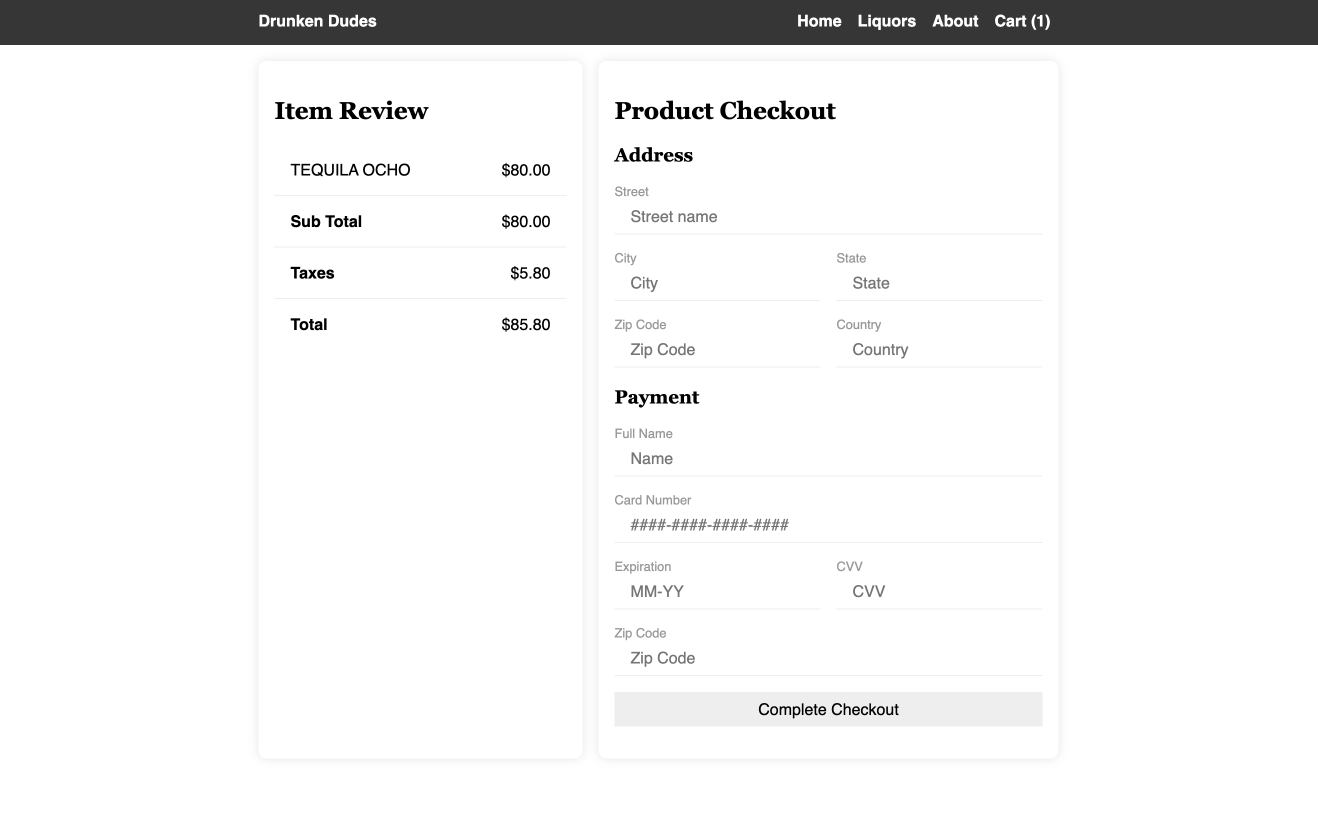 Drunken Dudes Home Liquors About Cart (1)
Item Review
TEQUILA OCHO $80.00
Sub Total $80.00
Taxes $5.80
Total $85.80
Product Checkout
Address
Street
Street name
City State
City State
Zip Code Country
Zip Code Country
Payment
Full Name
Name
Card Number
####-####-####-####
Expiration CVV
MM-YY CVV
Zip Code
Zip Code
Complete Checkout